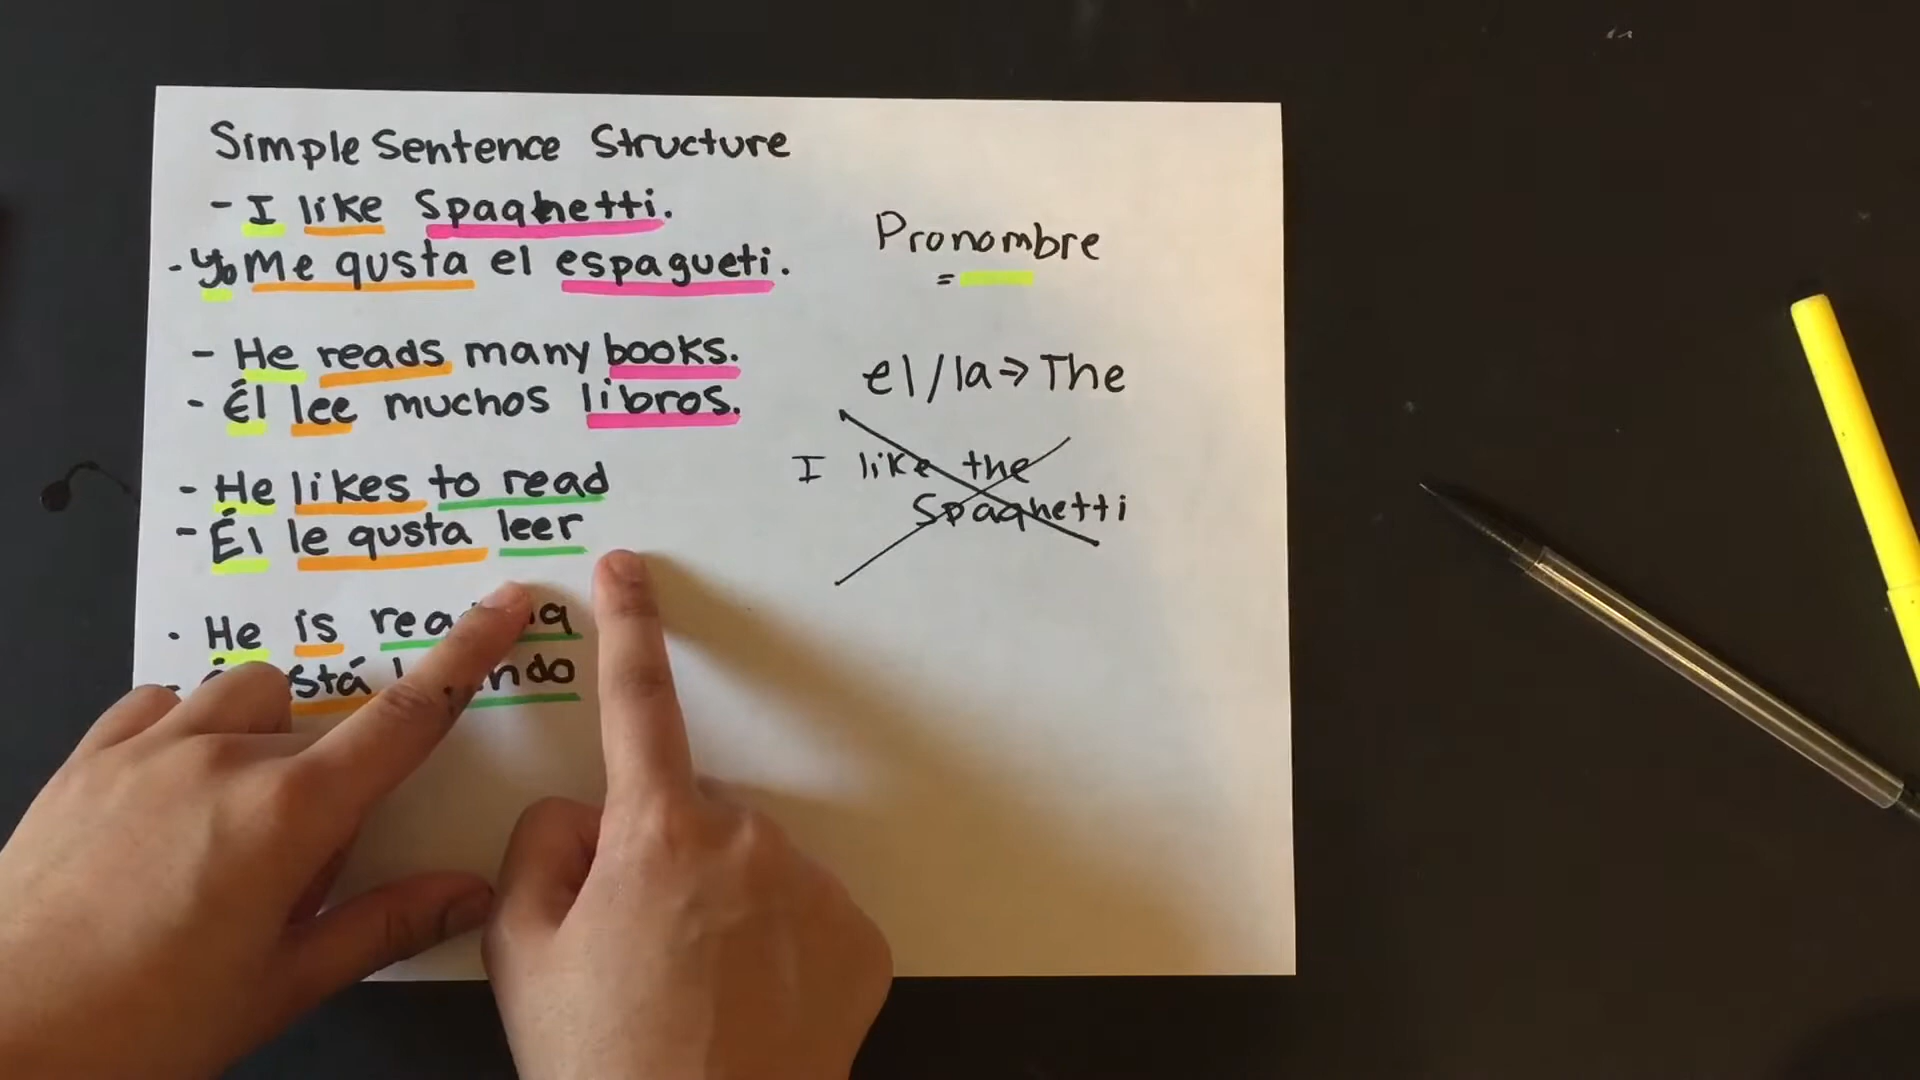 Simple Sentence Structure
- I like Spaghetti.
- Yo Me gusta el espagueti.
- He reads many books.
- Él lee muchos libros.
- He likes to read
- Él le gusta leer
· He is
Pronombre
=
el/la → The
I like the
Spaghetti